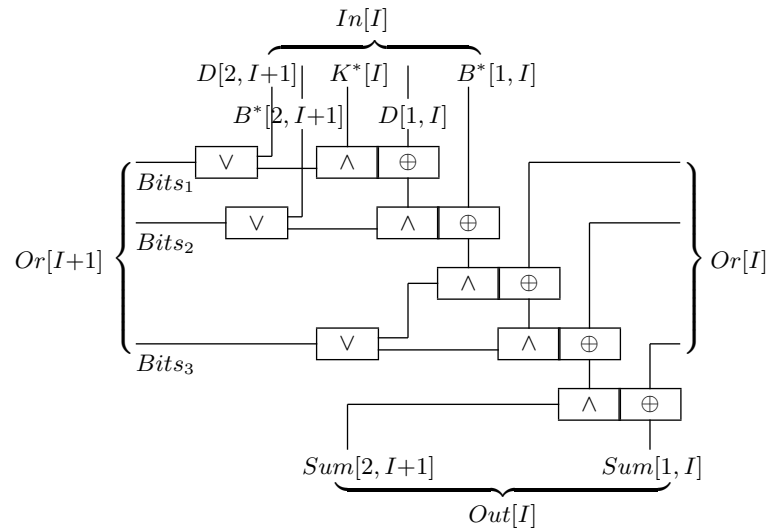 In[I]
D[2, I+1] K*[I] B*[1, I]
B*[2, I+1] D[1, I]
∨ ∧ ⊕
Bits₁
∨ ∧ ⊕
Bits₂
Or[I+1] ∧ ⊕ Or[I]
∨ ∧ ⊕
Bits₃
∧ ⊕
Sum[2, I+1] Sum[1, I]
Out[I]